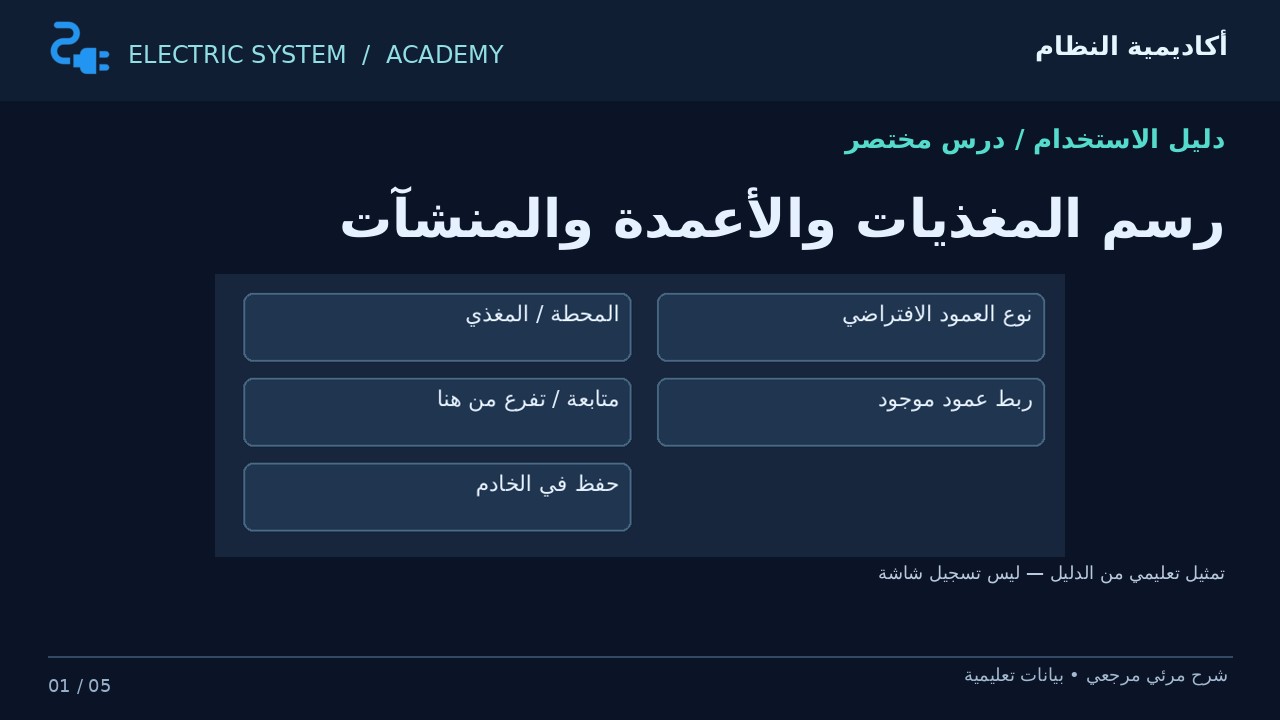 أكاديمية النظام
ELECTRIC SYSTEM / ACADEMY
دليل الاستخدام / درس مختصر
رسم المغذيات والأعمدة والمنشآت
نوع العمود الافتراضي
المحطة / المغذي
ربط عمود موجود
متابعة / تفرع من هنا
حفظ في الخادم
تمثيل تعليمي من الدليل — ليس تسجيل شاشة
شرح مرئي مرجعي • بيانات تعليمية
01 / 05